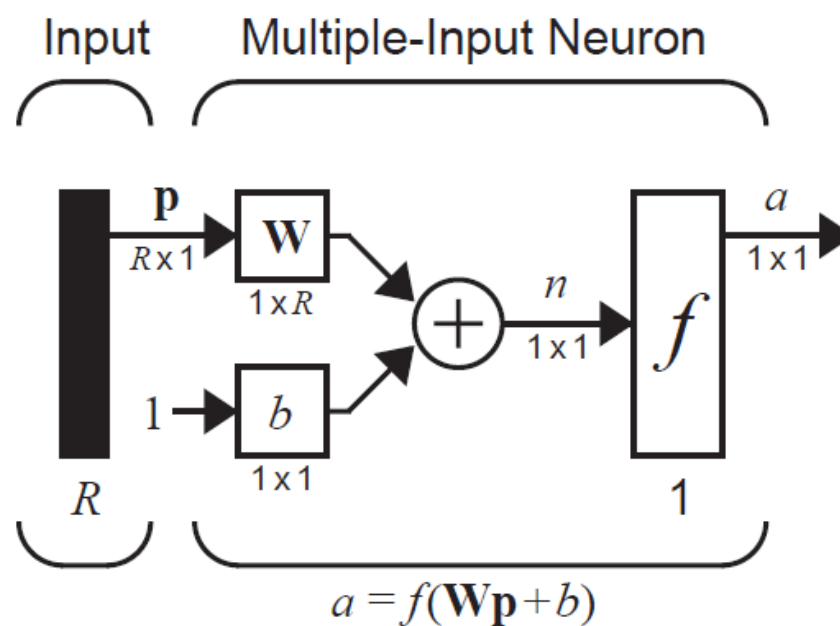 Input Multiple-Input Neuron
p a
R x 1 W 1 x 1
1 x R n
+ 1 x 1 f
1 b
1 x 1
R 1
a = f(Wp + b)